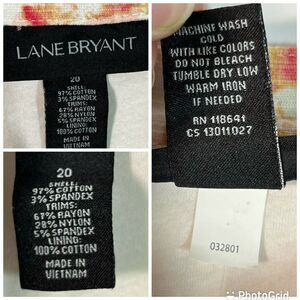 LANE BRYANT
20
SHELL:
97% COTTON
3% SPANDEX
TRIMS:
67% RAYON
28% NYLON
5% SPANDEX
LINING:
100% COTTON
MADE IN
VIETNAM
MACHINE WASH
COLD
WITH LIKE COLORS
DO NOT BLEACH
TUMBLE DRY LOW
WARM IRON
IF NEEDED
RN 118641
CS 13011027
20
SHELL:
97% COTTON
3% SPANDEX
TRIMS:
67% RAYON
28% NYLON
5% SPANDEX
LINING:
100% COTTON
MADE IN
VIETNAM
032801
PhotoGrid